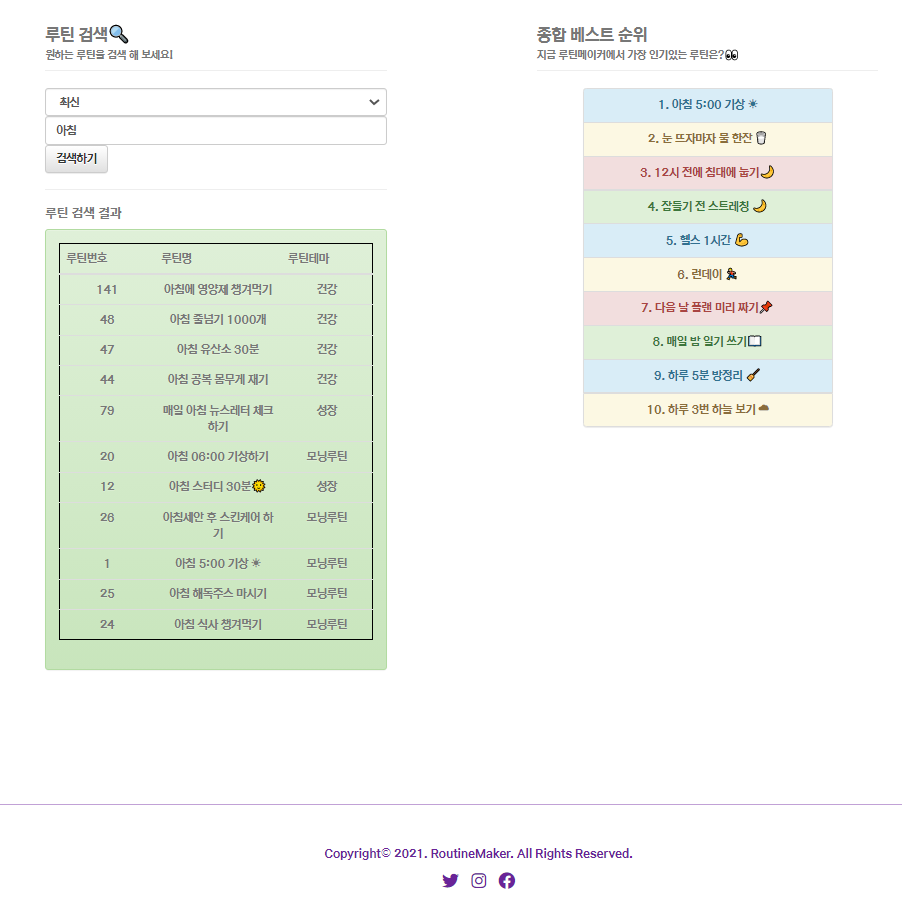 루틴 검색🔍
원하는 루틴을 검색 해 보세요!
최신
아침
검색하기
루틴 검색 결과
루틴번호 루틴명 루틴테마
141 아침에 영양제 챙겨먹기 건강
48 아침 줄넘기 1000개 건강
47 아침 유산소 30분 건강
44 아침 공복 몸무게 재기 건강
79 매일 아침 뉴스레터 체크 성장
하기
20 아침 06:00 기상하기 모닝루틴
12 아침 스터디 30분🌞 성장
26 아침세안 후 스킨케어 하 모닝루틴
기
1 아침 5:00 기상 ☀ 모닝루틴
25 아침 해독주스 마시기 모닝루틴
24 아침 식사 챙겨먹기 모닝루틴
종합 베스트 순위
지금 루틴메이커에서 가장 인기있는 루틴은?👀
1. 아침 5:00 기상 ☀
2. 눈 뜨자마자 물 한잔 🥛
3. 12시 전에 침대에 눕기🌙
4. 잠들기 전 스트레칭 🌙
5. 헬스 1시간 💪
6. 런데이 🏃
7. 다음 날 플랜 미리 짜기📌
8. 매일 밤 일기 쓰기📖
9. 하루 5분 방정리 🧹
10. 하루 3번 하늘 보기 ☁
Copyright© 2021. RoutineMaker. All Rights Reserved.